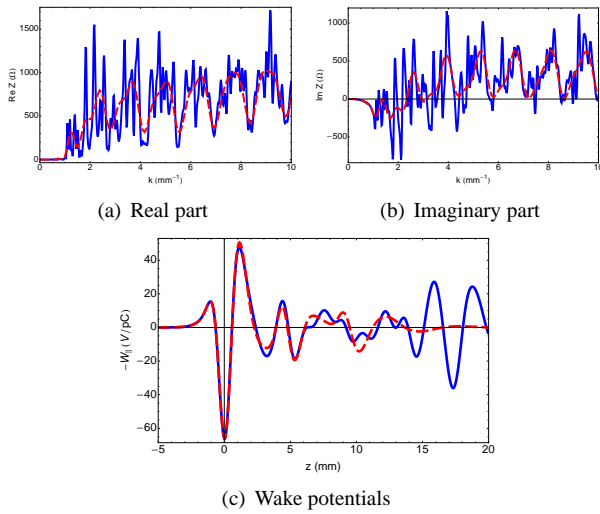 Re Z (Ω)
1500
1000
500
0
0 2 4 6 8 10
k (mm⁻¹)
(a) Real part
Im Z (Ω)
1000
500
0
−500
0 2 4 6 8 10
k (mm⁻¹)
(b) Imaginary part
−W|| (V/pC)
40
20
0
−20
−40
−60
−5 0 5 10 15 20
z (mm)
(c) Wake potentials